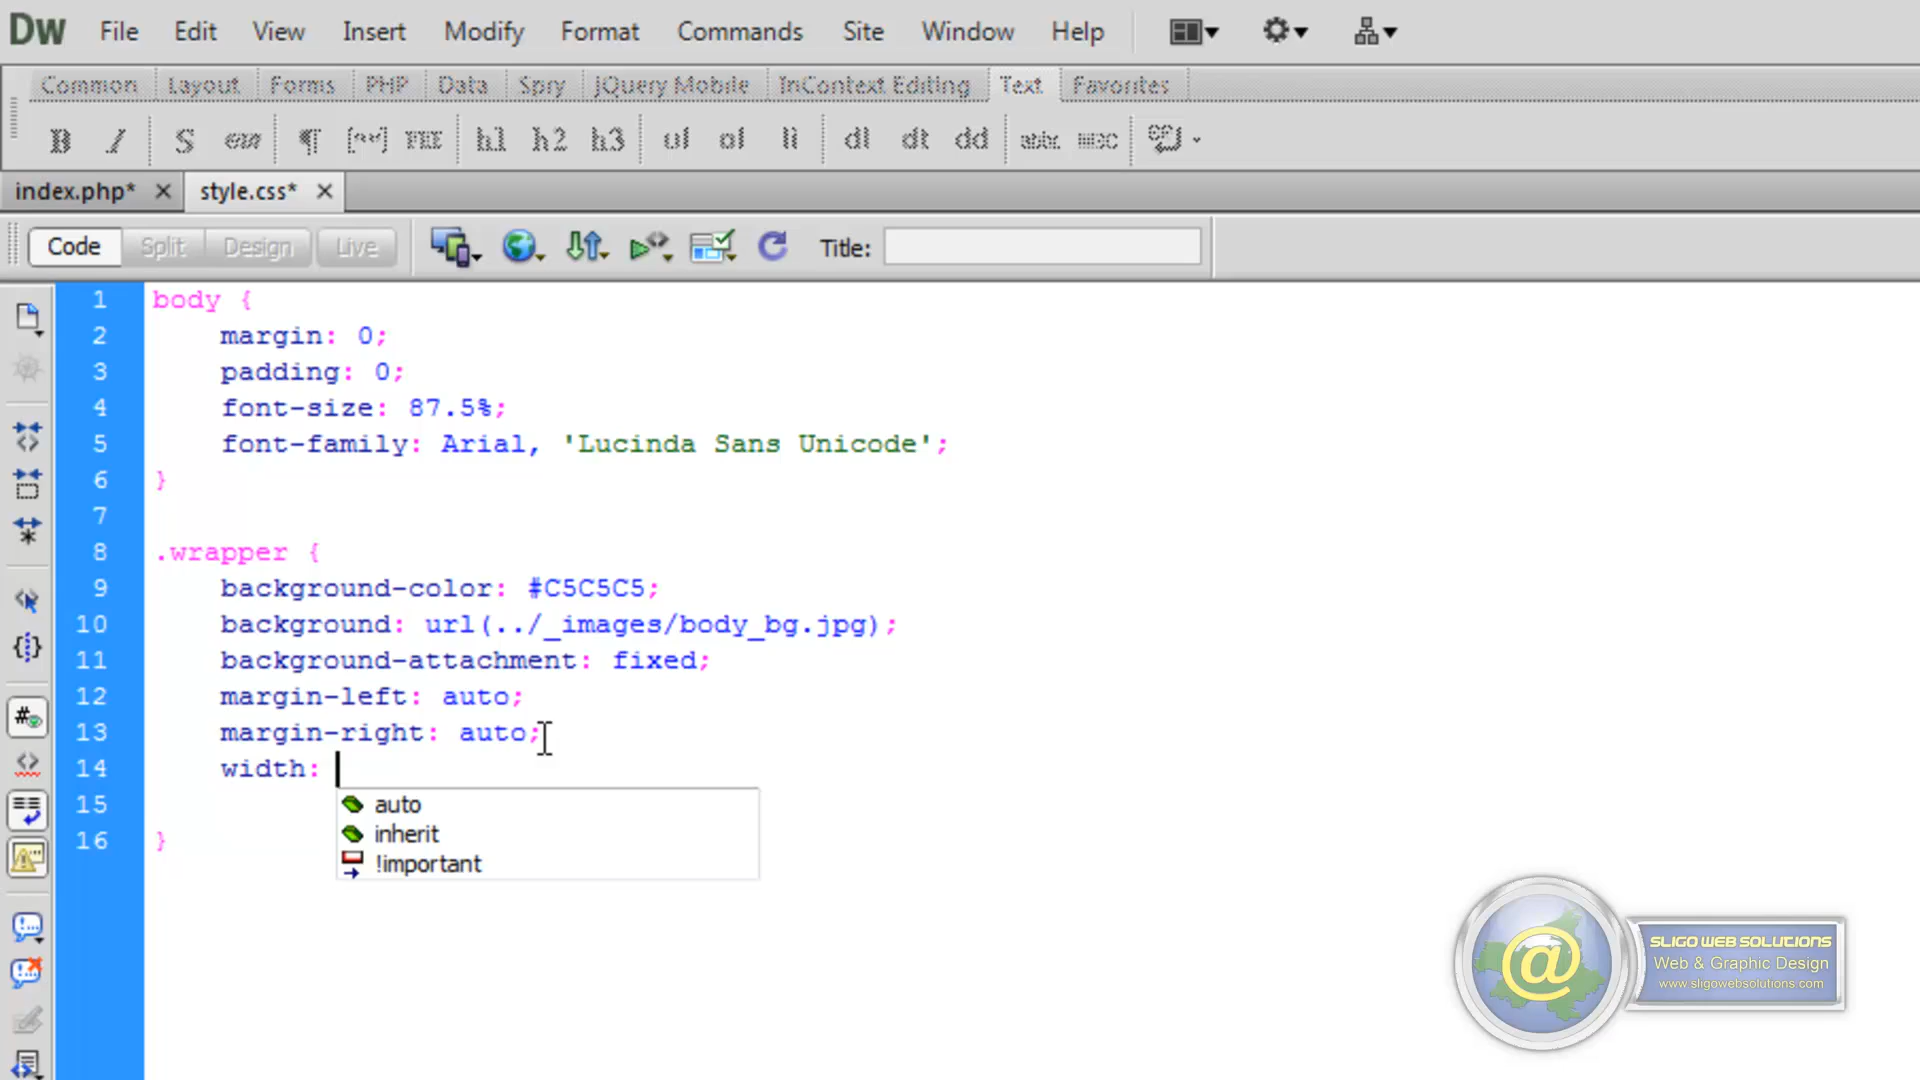 Dw File Edit View Insert Modify Format Commands Site Window Help
Common Layout Forms PHP Data Spry jQuery Mobile InContext Editing Text Favorites
B I S em ¶ [""] PRE h1 h2 h3 ul ol li dl dt dd abbr. W3C
index.php* style.css*
Code Split Design Live Title:
1 body {
2 margin: 0;
3 padding: 0;
4 font-size: 87.5%;
5 font-family: Arial, 'Lucinda Sans Unicode';
6 }
7
8 .wrapper {
9 background-color: #C5C5C5;
10 background: url(../_images/body_bg.jpg);
11 background-attachment: fixed;
12 margin-left: auto;
13 margin-right: auto;
14 width:
auto
15
inherit
16 }
!important
@
SLIGO WEB SOLUTIONS
Web & Graphic Design
www.sligowebsolutions.com